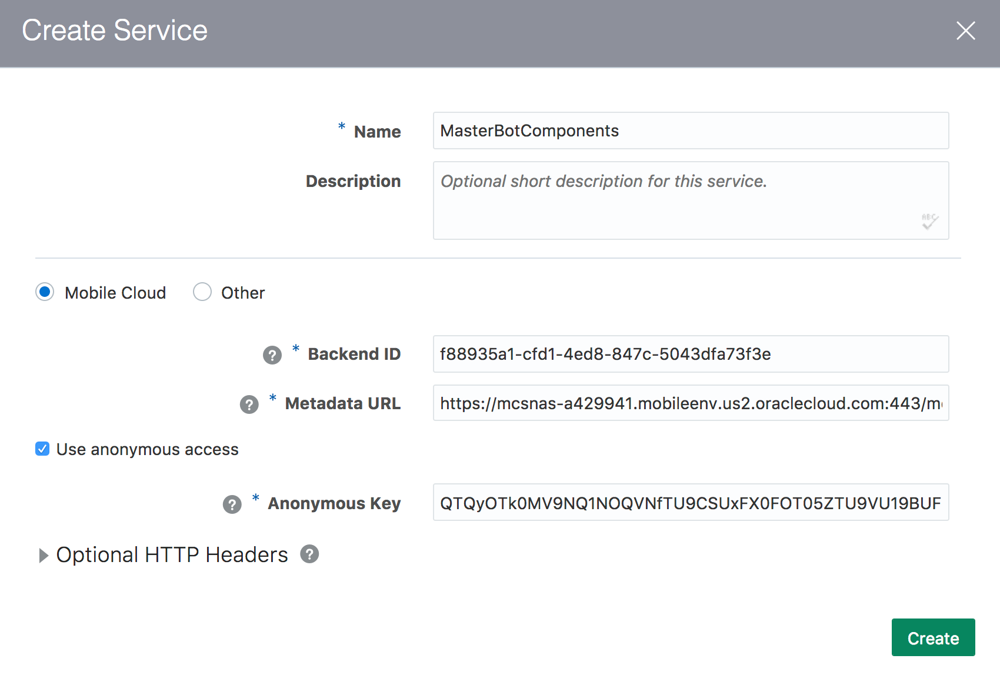 Create Service
* Name MasterBotComponents
Description Optional short description for this service.
ABC
Mobile Cloud Other
? * Backend ID f88935a1-cfd1-4ed8-847c-5043dfa73f3e
? * Metadata URL https://mcsnas-a429941.mobileenv.us2.oraclecloud.com:443/m
Use anonymous access
? * Anonymous Key QTQyOTk0MV9NQ1NOQVNfTU9CSUxFX0FOT05ZTU9VU19BUF
Optional HTTP Headers ?
Create